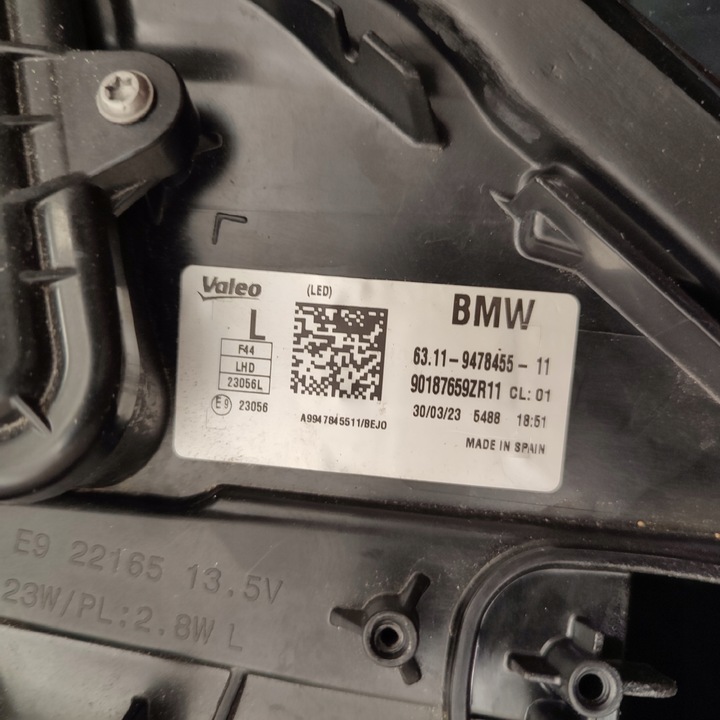 Valeo
(LED)
BMW
L
F44
LHD
23056L
E9 23056
A9947845511/BEJ0
63.11-9478455-11
90187659ZR11 CL: 01
30/03/23 5488 18:51
MADE IN SPAIN
E9 22165 13.5V
23W/PL:2.8W L